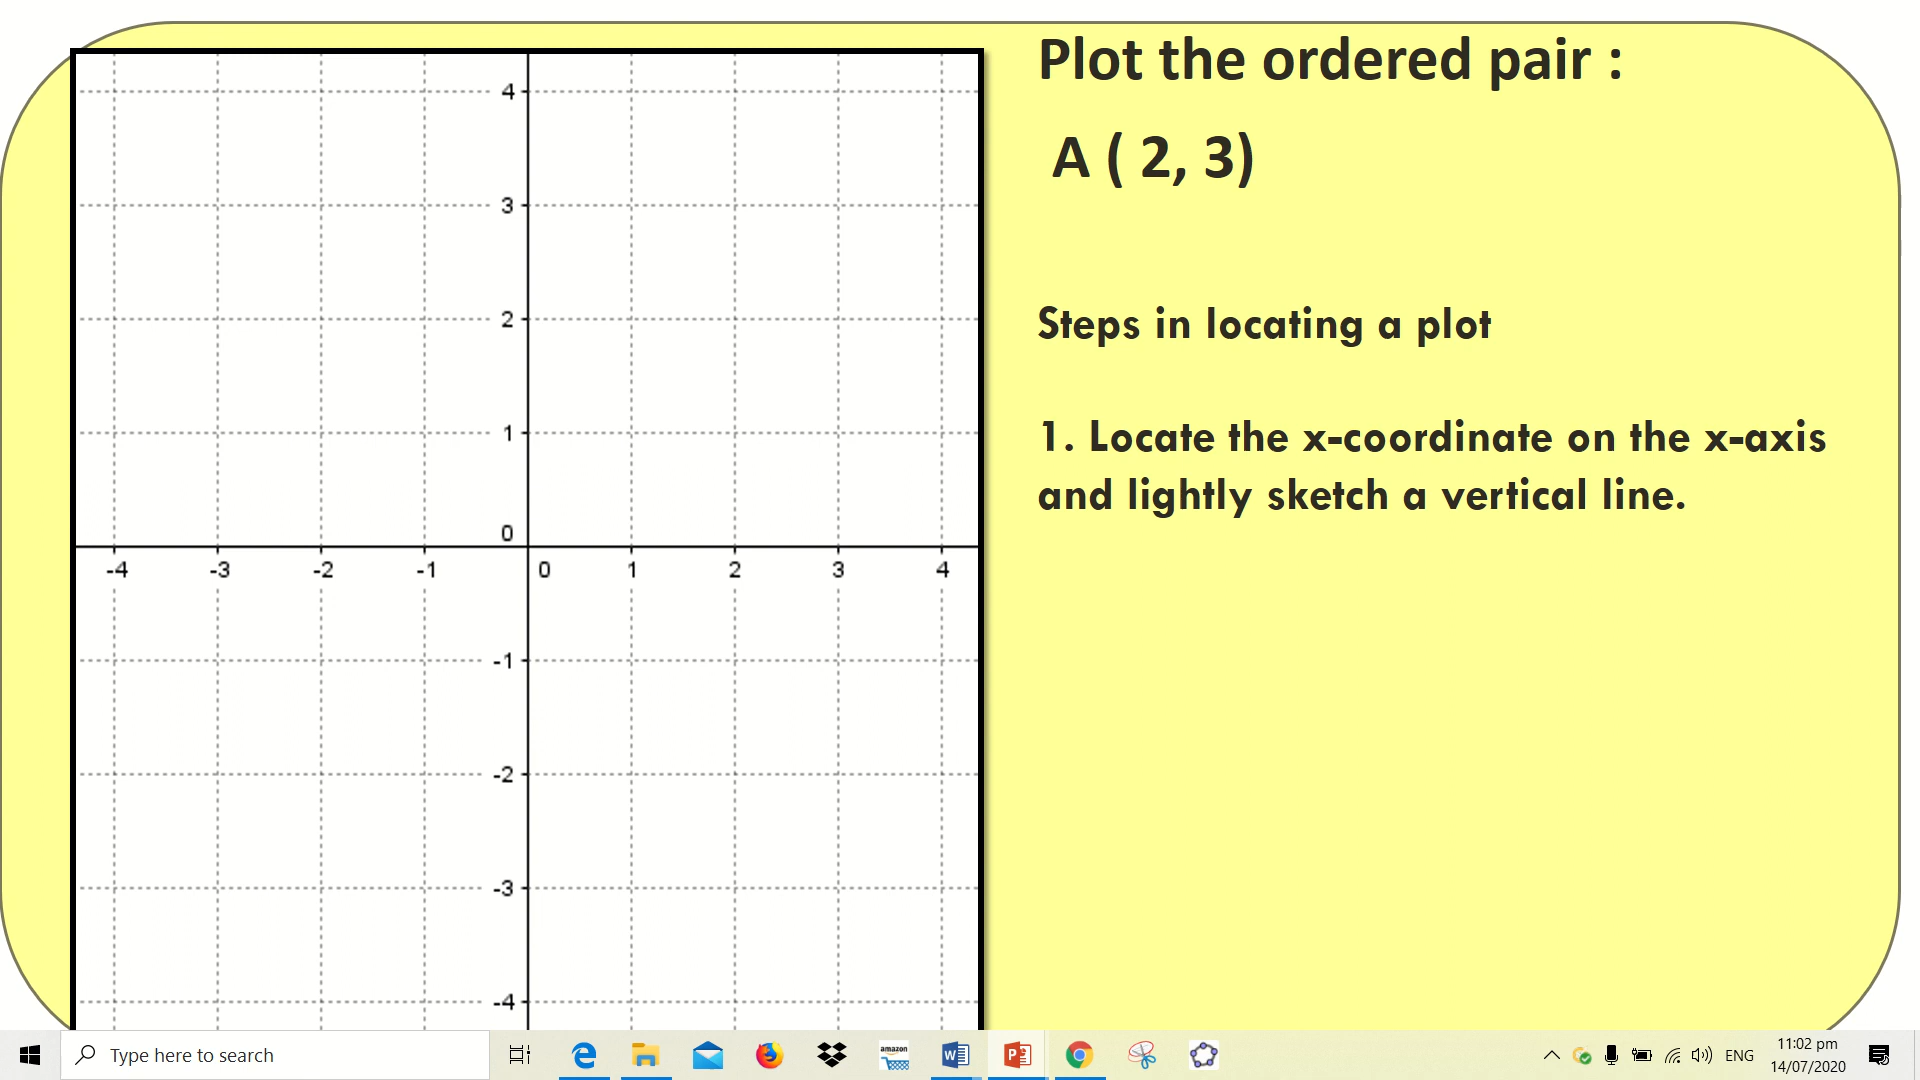 Plot the ordered pair :
A ( 2, 3)
Steps in locating a plot
1. Locate the x-coordinate on the x-axis
and lightly sketch a vertical line.
4
3
2
1
0
-4 -3 -2 -1 0 1 2 3 4
-1
-2
-3
-4
Type here to search
amazon
ENG
11:02 pm
14/07/2020